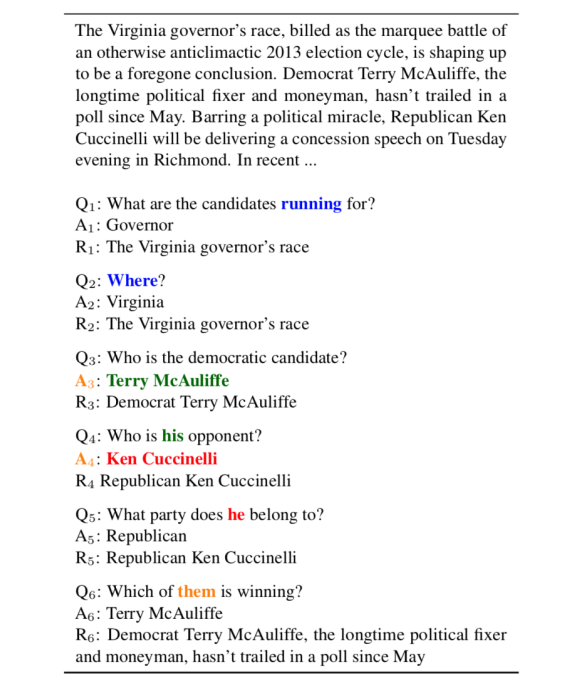 The Virginia governor's race, billed as the marquee battle of
an otherwise anticlimactic 2013 election cycle, is shaping up
to be a foregone conclusion. Democrat Terry McAuliffe, the
longtime political fixer and moneyman, hasn't trailed in a
poll since May. Barring a political miracle, Republican Ken
Cuccinelli will be delivering a concession speech on Tuesday
evening in Richmond. In recent ...
Q1: What are the candidates running for?
A1: Governor
R1: The Virginia governor's race
Q2: Where?
A2: Virginia
R2: The Virginia governor's race
Q3: Who is the democratic candidate?
A3: Terry McAuliffe
R3: Democrat Terry McAuliffe
Q4: Who is his opponent?
A4: Ken Cuccinelli
R4 Republican Ken Cuccinelli
Q5: What party does he belong to?
A5: Republican
R5: Republican Ken Cuccinelli
Q6: Which of them is winning?
A6: Terry McAuliffe
R6: Democrat Terry McAuliffe, the longtime political fixer
and moneyman, hasn't trailed in a poll since May